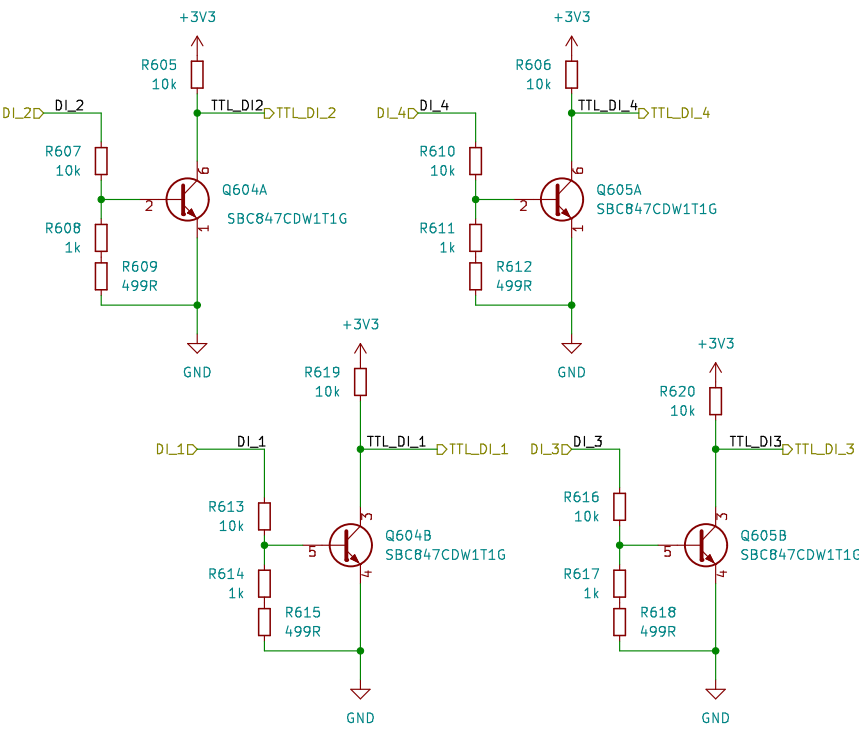 +3V3
R605
10k
DI_2
DI_2
TTL_DI2
TTL_DI_2
R607
10k
6
2
Q604A
SBC847CDW1T1G
1
R608
1k
R609
499R
GND
+3V3
R606
10k
DI_4
DI_4
TTL_DI_4
TTL_DI_4
R610
10k
6
2
Q605A
SBC847CDW1T1G
1
R611
1k
R612
499R
GND
+3V3
R619
10k
DI_1
DI_1
TTL_DI_1
TTL_DI_1
R613
10k
3
5
Q604B
SBC847CDW1T1G
4
R614
1k
R615
499R
GND
+3V3
R620
10k
DI_3
DI_3
TTL_DI3
TTL_DI_3
R616
10k
3
5
Q605B
SBC847CDW1T1G
4
R617
1k
R618
499R
GND